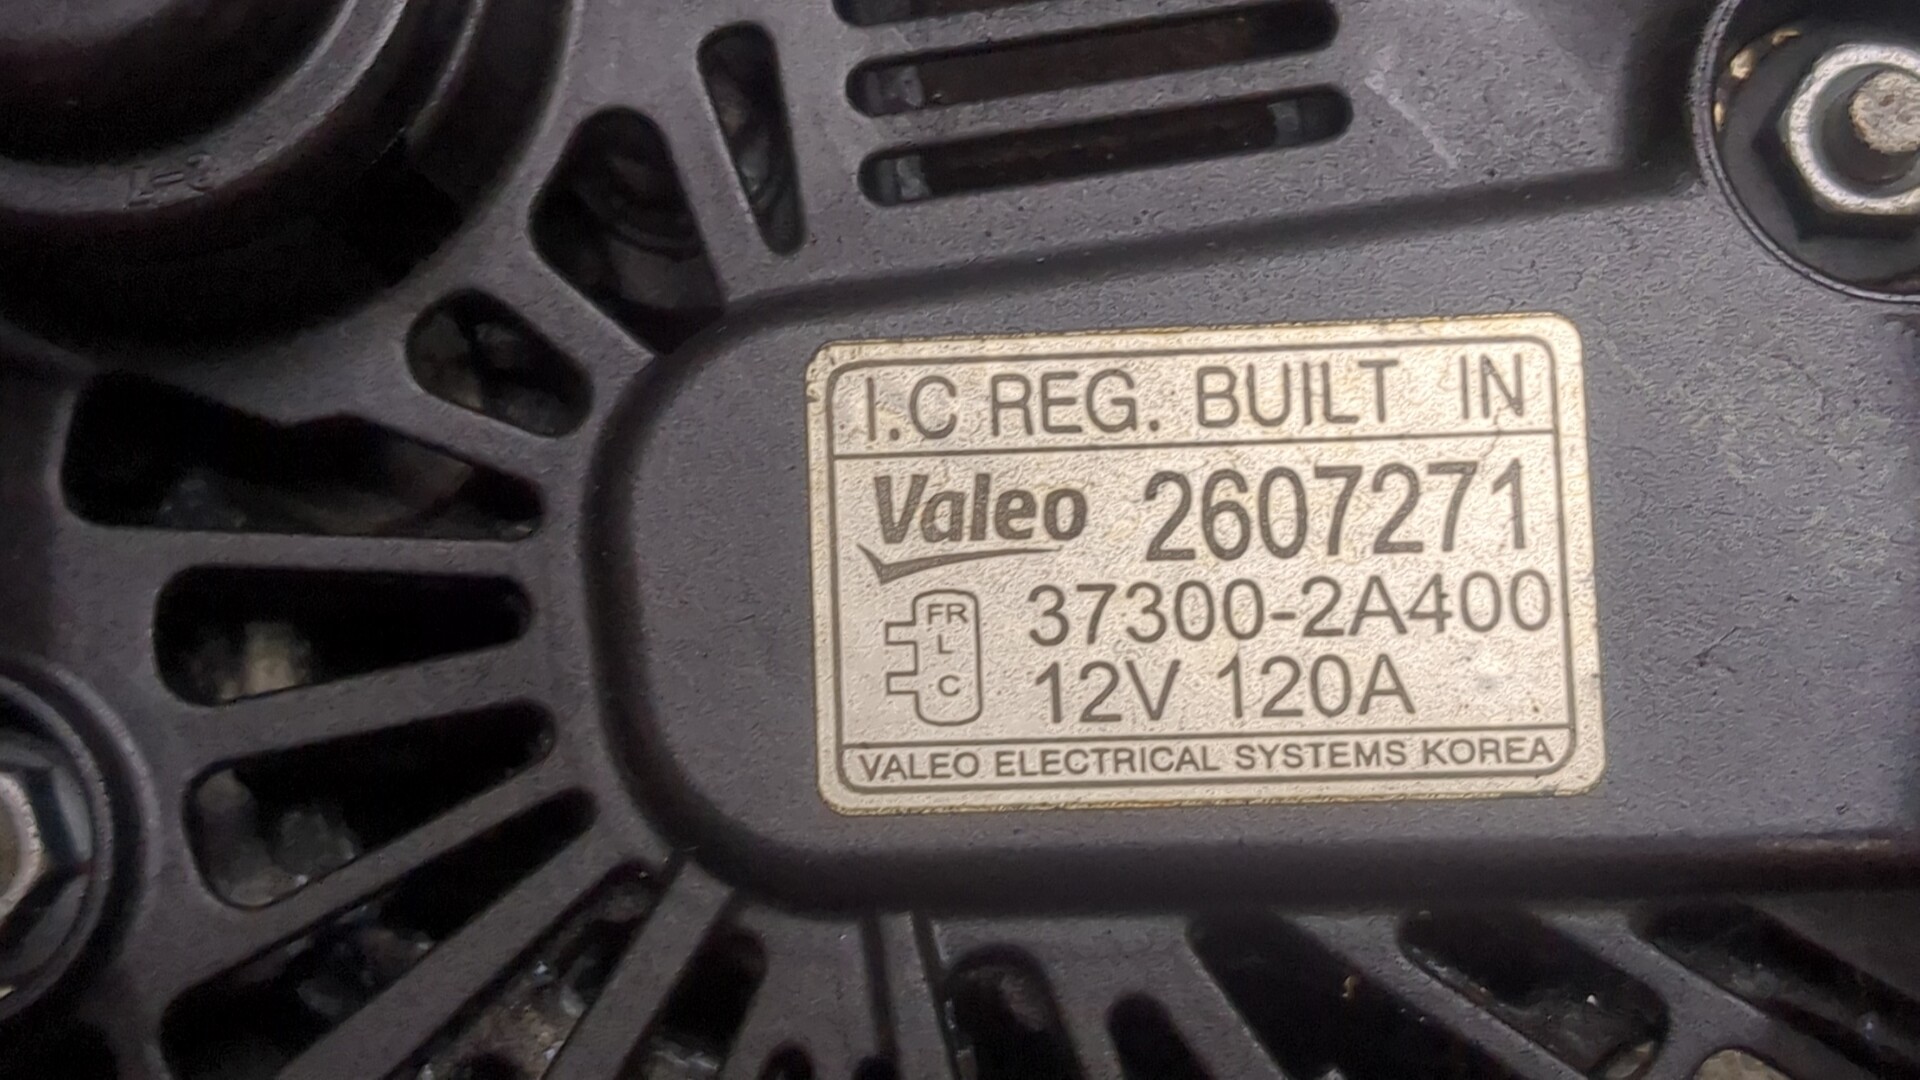 I.C REG. BUILT IN
Valeo 2607271
FR 37300-2A400
L
C 12V 120A
VALEO ELECTRICAL SYSTEMS KOREA